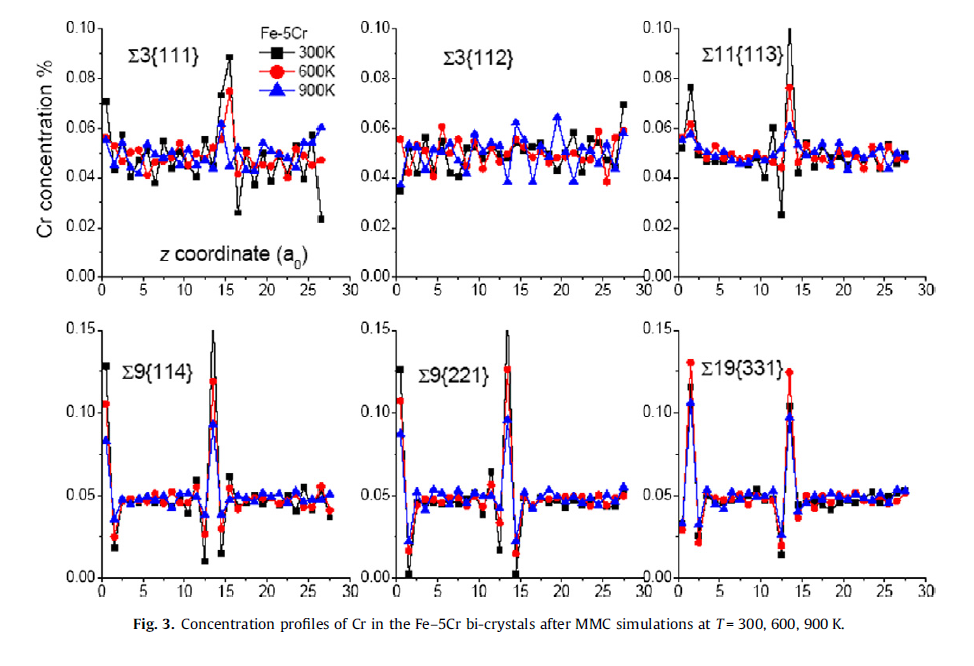 0.10
0.08
0.06
0.04
0.02
0.00
0 5 10 15 20 25 30
Cr concentration %
Σ3{111}
Fe-5Cr
300K
600K
900K
z coordinate (a0)
0.10
0.08
0.06
0.04
0.02
0.00
0 5 10 15 20 25 30
Σ3{112}
0.10
0.08
0.06
0.04
0.02
0.00
0 5 10 15 20 25 30
Σ11{113}
0.15
0.10
0.05
0.00
0 5 10 15 20 25 30
Σ9{114}
0.15
0.10
0.05
0.00
0 5 10 15 20 25 30
Σ9{221}
0.15
0.10
0.05
0.00
0 5 10 15 20 25 30
Σ19{331}
Fig. 3. Concentration profiles of Cr in the Fe–5Cr bi-crystals after MMC simulations at T = 300, 600, 900 K.